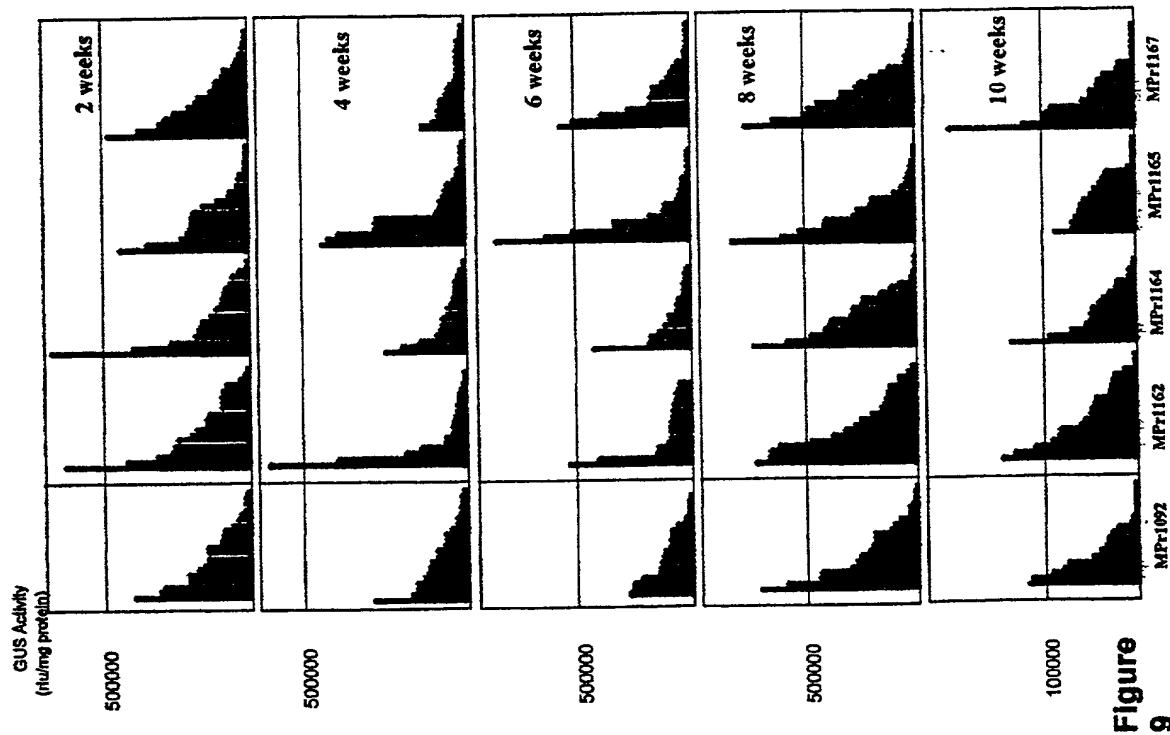 GUS Activity
(rlu/mg protein)
500000
2 weeks
500000
4 weeks
500000
6 weeks
500000
8 weeks
100000
10 weeks
MPr1092
MPr1162
MPr1164
MPr1165
MPr1167
Figure
9